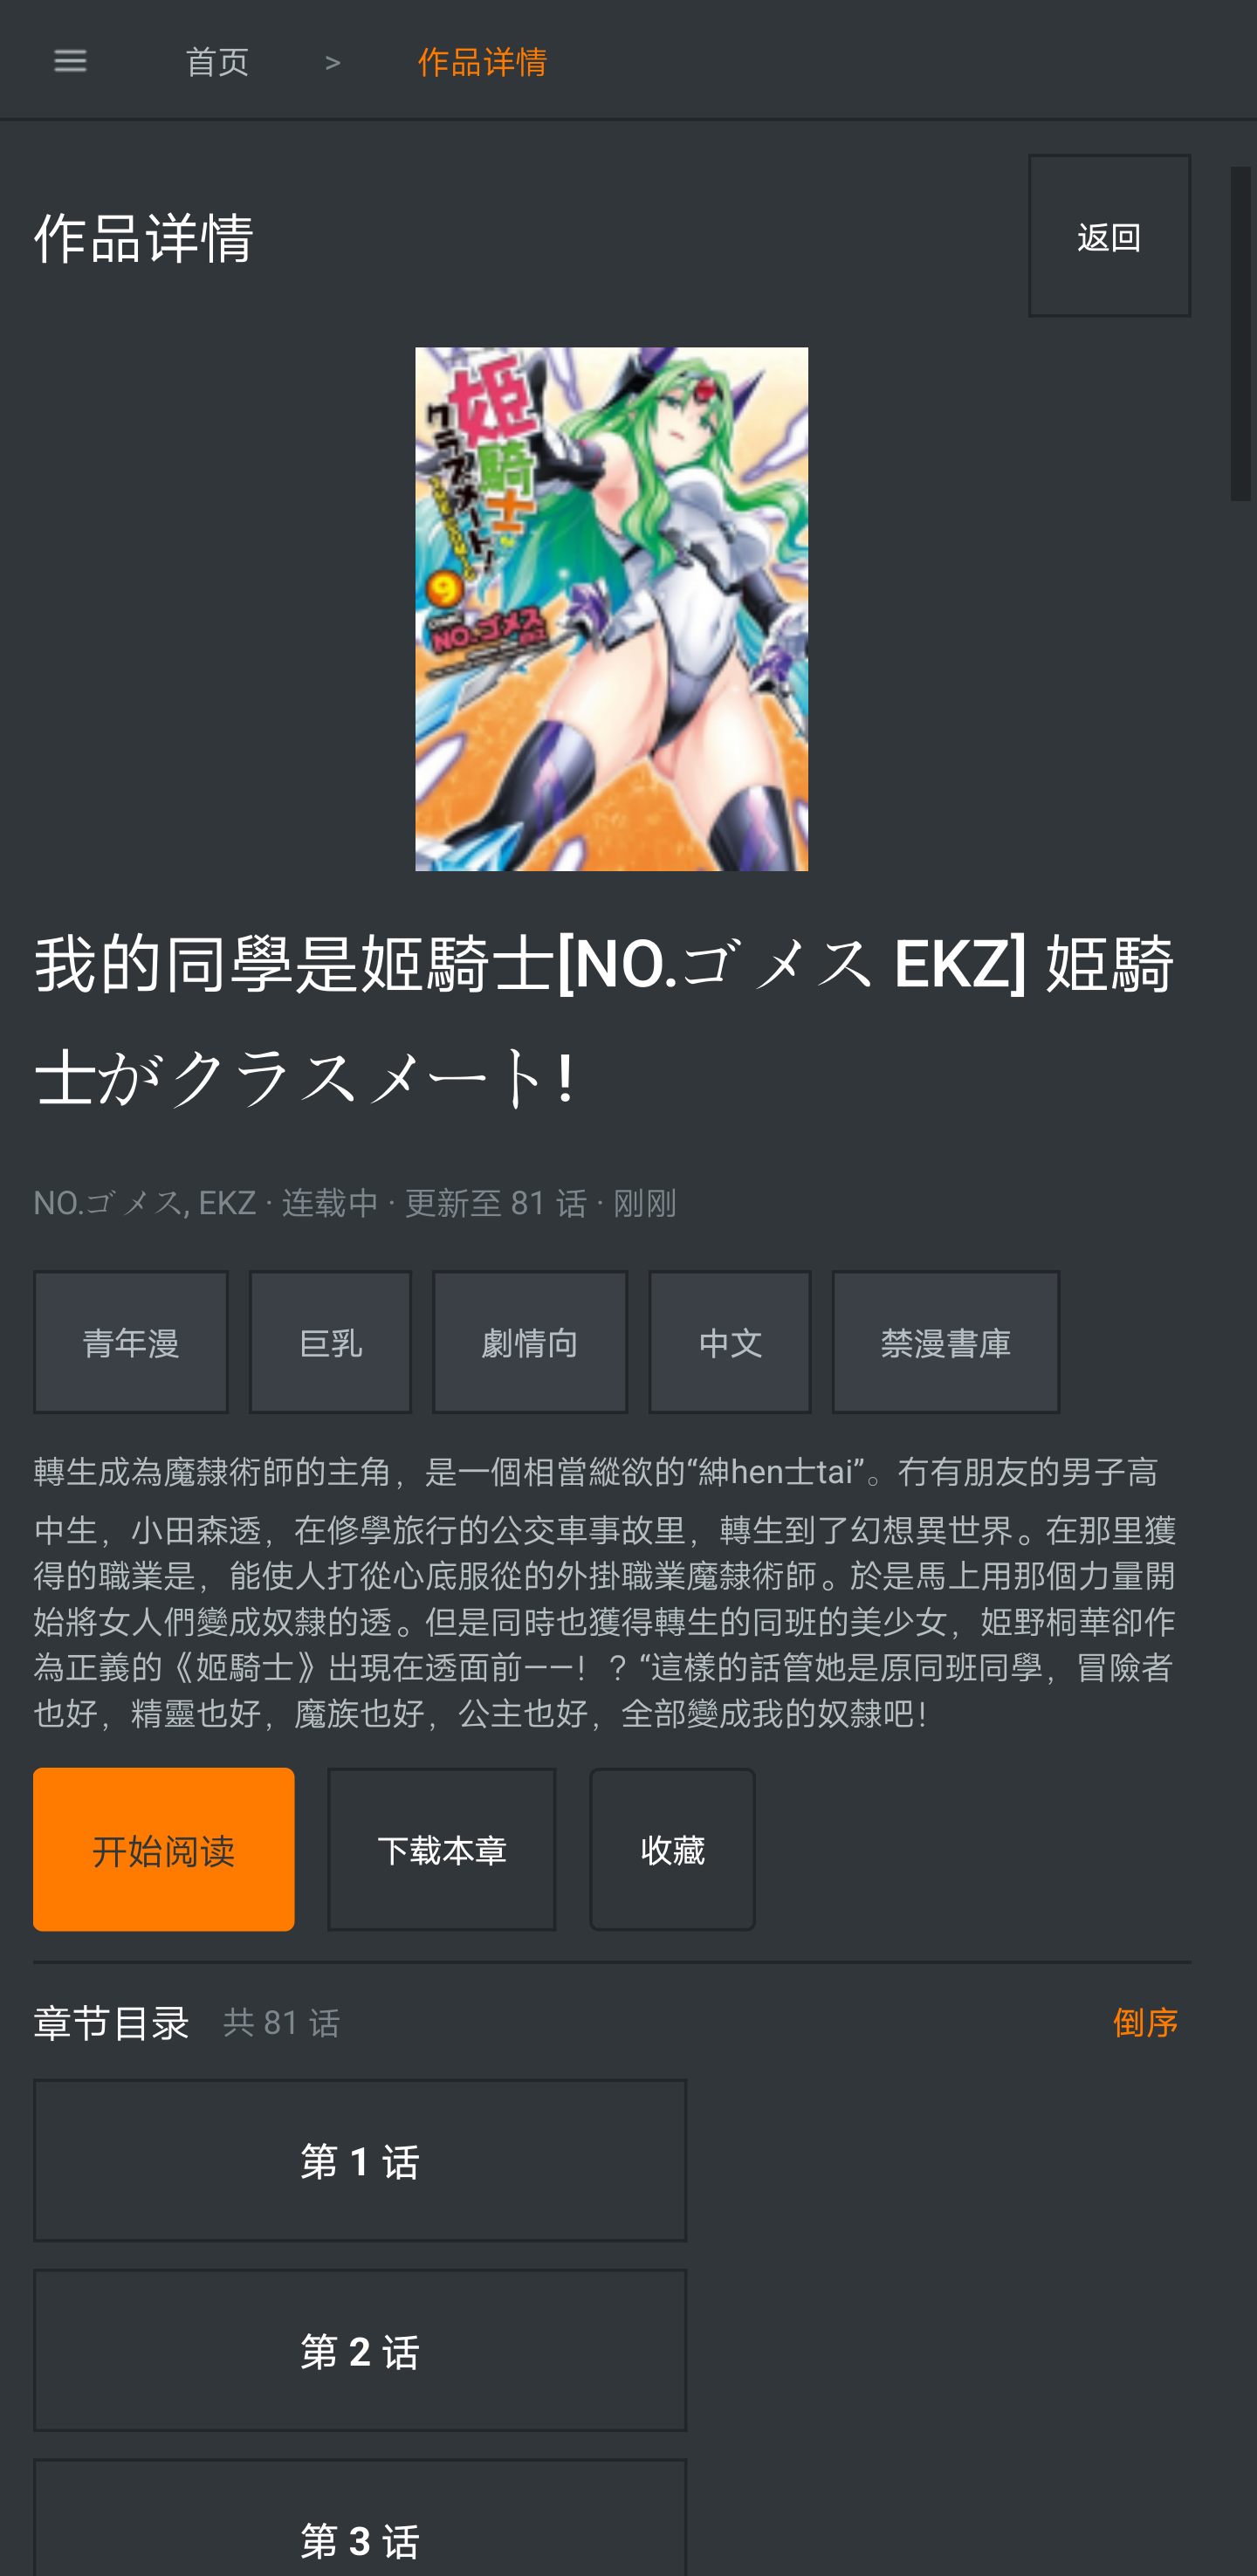 首页 > 作品详情
作品详情
返回
姫
騎士
クラスメート!
9
NO.ゴメス
我的同學是姬騎士[NO.ゴメス EKZ] 姫騎
士がクラスメート!
NO.ゴメス, EKZ · 连载中 · 更新至 81 话 · 刚刚
青年漫 巨乳 劇情向 中文 禁漫書庫
轉生成為魔隸術師的主角，是一個相當縱欲的“紳hen士tai”。冇有朋友的男子高
中生，小田森透，在修學旅行的公交車事故里，轉生到了幻想異世界。在那里獲
得的職業是，能使人打從心底服從的外掛職業魔隸術師。於是馬上用那個力量開
始將女人們變成奴隸的透。但是同時也獲得轉生的同班的美少女，姬野桐華卻作
為正義的《姬騎士》出現在透面前——！？“這樣的話管她是原同班同學，冒險者
也好，精靈也好，魔族也好，公主也好，全部變成我的奴隸吧！
开始阅读 下载本章 收藏
章节目录 共 81 话 倒序
第 1 话
第 2 话
第 3 话